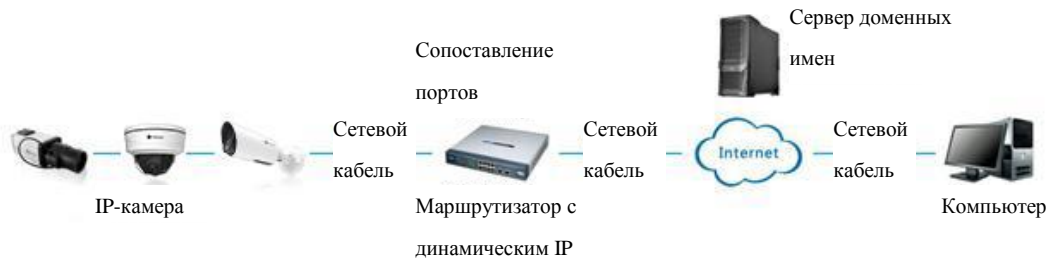 Сервер доменных
имен
Сопоставление
портов
Сетевой
кабель
Сетевой
кабель
Internet
Сетевой
кабель
IP-камера
Маршрутизатор с
динамическим IP
Компьютер